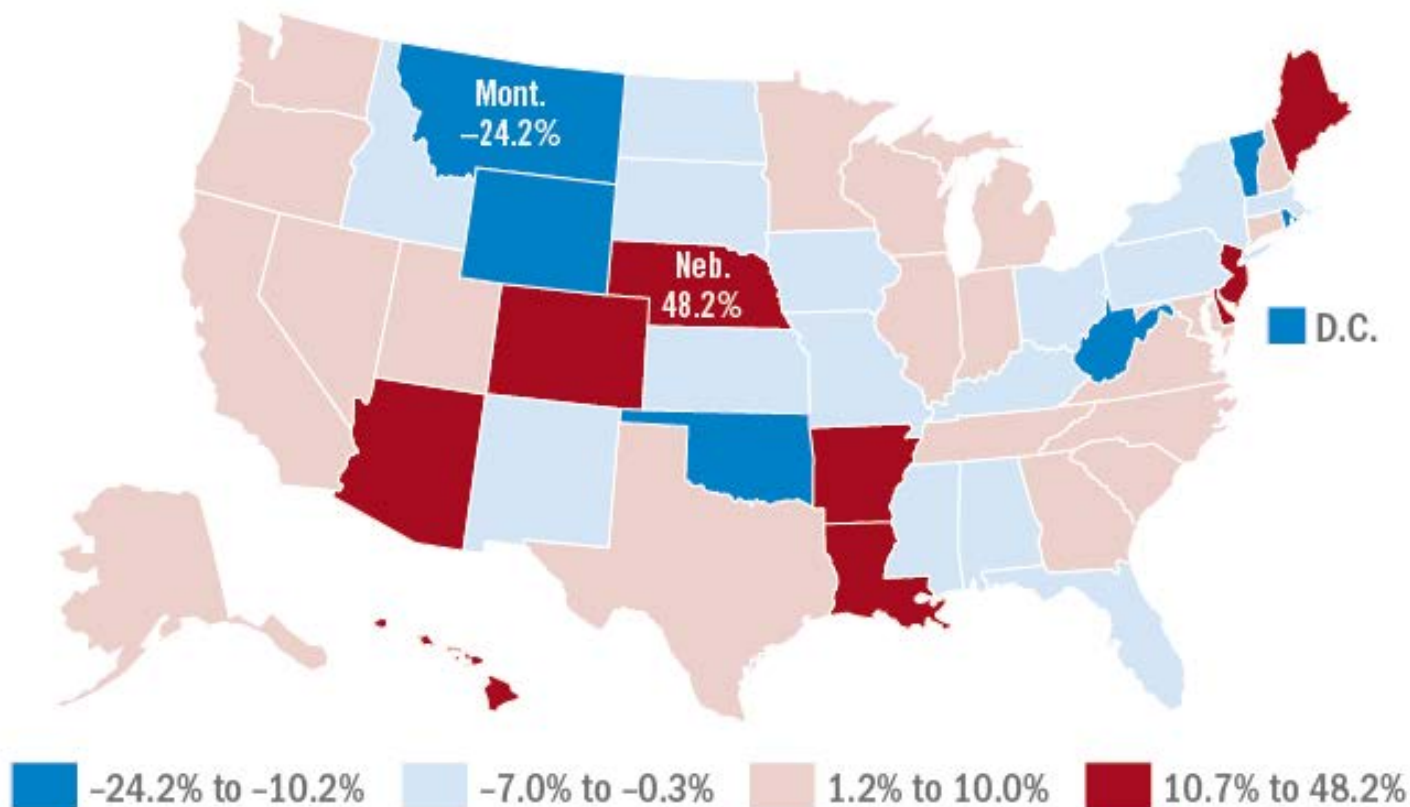 Mont.
–24.2%
Neb.
48.2%
D.C.
–24.2% to –10.2%
–7.0% to –0.3%
1.2% to 10.0%
10.7% to 48.2%